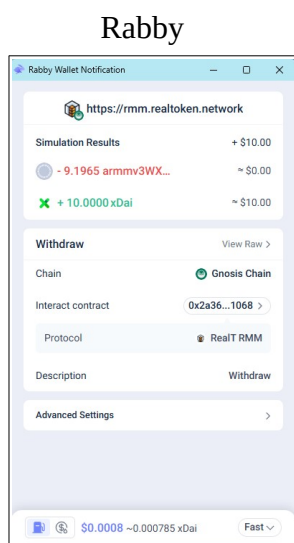 Rabby
Rabby Wallet Notification
https://rmm.realtoken.network
Simulation Results + $10.00
- 9.1965 armmv3WX... ≈ $0.00
+ 10.0000 xDai ≈ $10.00
Withdraw View Raw >
Chain Gnosis Chain
Interact contract 0x2a36...1068 >
Protocol RealT RMM
Description Withdraw
Advanced Settings >
$0.0008 ~0.000785 xDai Fast